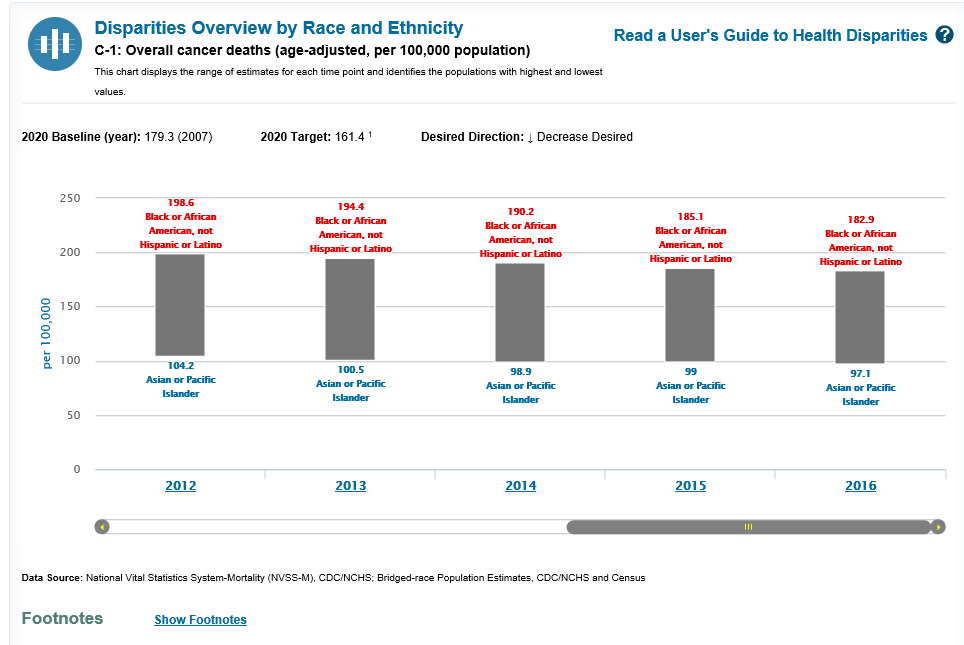 Disparities Overview by Race and Ethnicity
C-1: Overall cancer deaths (age-adjusted, per 100,000 population)
This chart displays the range of estimates for each time point and identifies the populations with highest and lowest
values.
Read a User's Guide to Health Disparities ?
2020 Baseline (year): 179.3 (2007) 2020 Target: 161.4 ¹ Desired Direction: ↓ Decrease Desired
per 100,000
250
200
150
100
50
0
198.6
Black or African
American, not
Hispanic or Latino
104.2
Asian or Pacific
Islander
194.4
Black or African
American, not
Hispanic or Latino
100.5
Asian or Pacific
Islander
190.2
Black or African
American, not
Hispanic or Latino
98.9
Asian or Pacific
Islander
185.1
Black or African
American, not
Hispanic or Latino
99
Asian or Pacific
Islander
182.9
Black or African
American, not
Hispanic or Latino
97.1
Asian or Pacific
Islander
2012 2013 2014 2015 2016
Data Source: National Vital Statistics System-Mortality (NVSS-M), CDC/NCHS; Bridged-race Population Estimates, CDC/NCHS and Census
Footnotes Show Footnotes